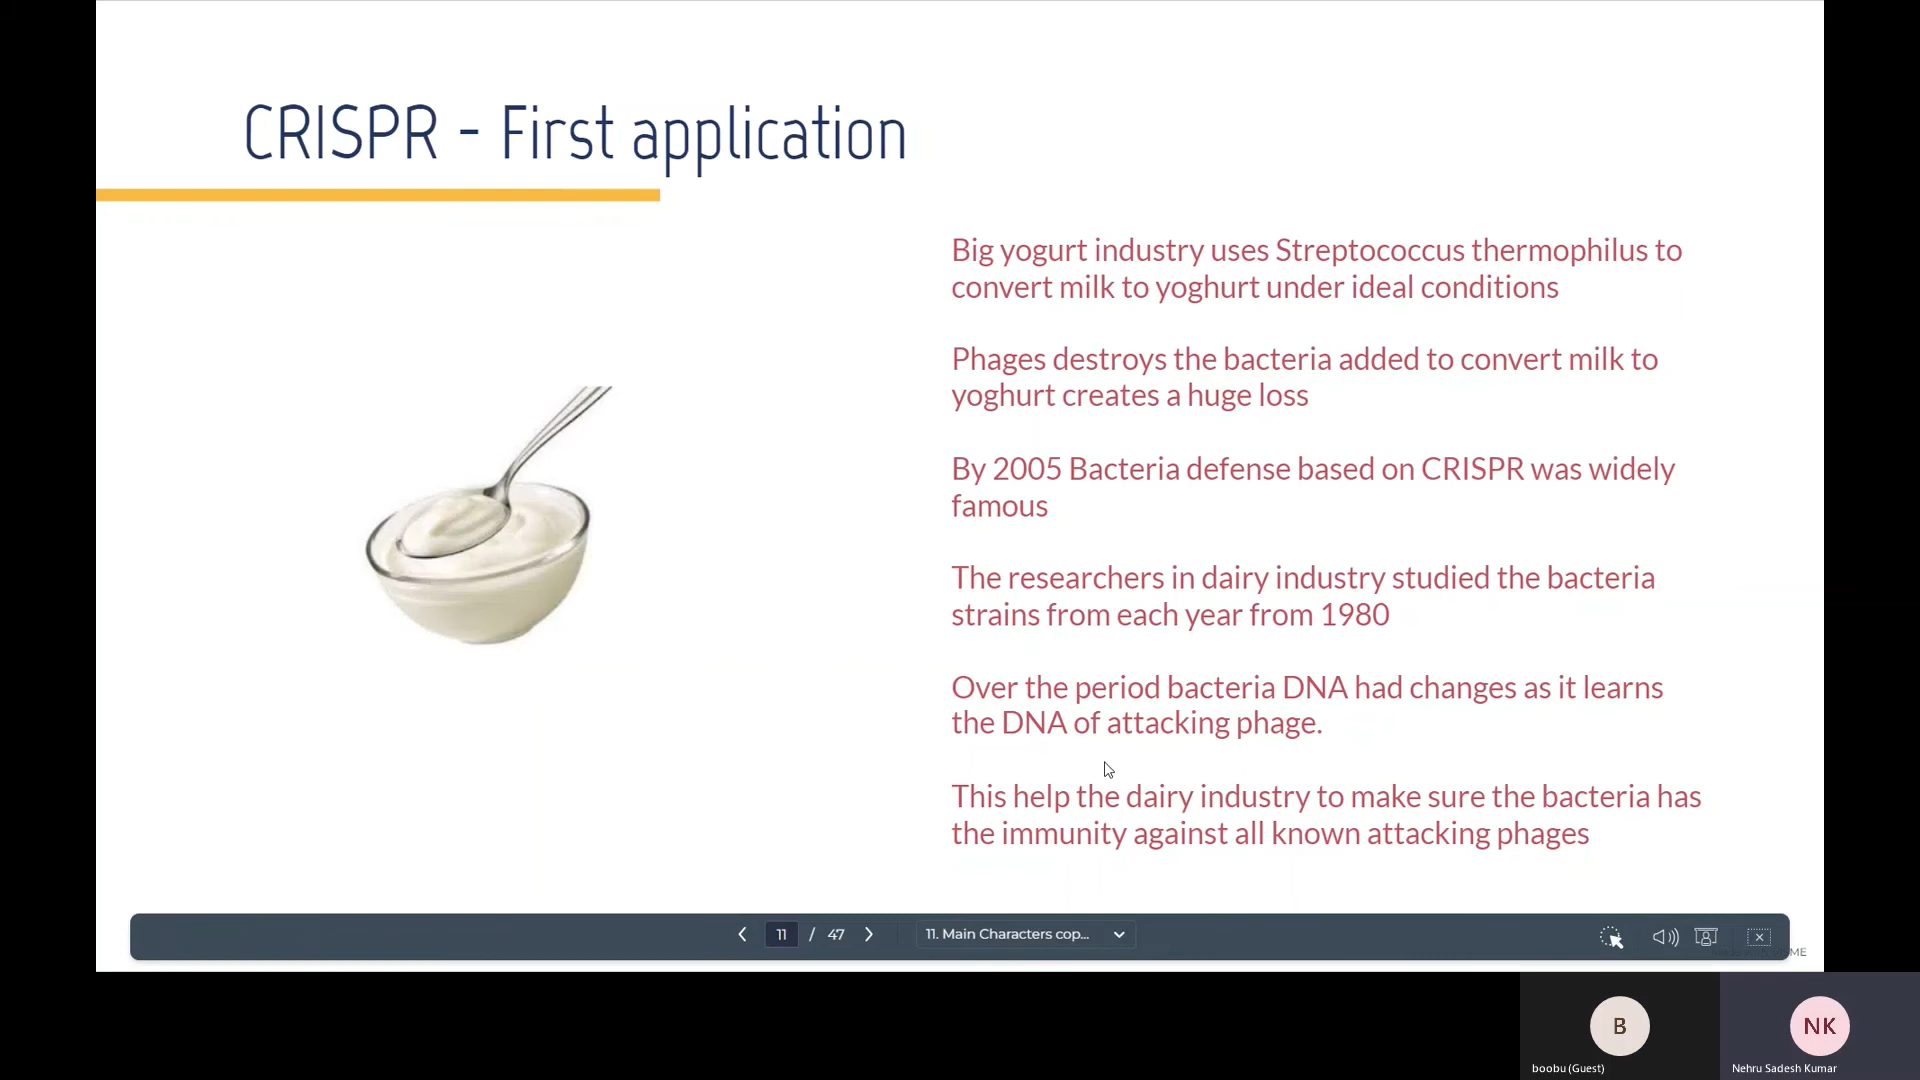 CRISPR - First application
Big yogurt industry uses Streptococcus thermophilus to
convert milk to yoghurt under ideal conditions
Phages destroys the bacteria added to convert milk to
yoghurt creates a huge loss
By 2005 Bacteria defense based on CRISPR was widely
famous
The researchers in dairy industry studied the bacteria
strains from each year from 1980
Over the period bacteria DNA had changes as it learns
the DNA of attacking phage.
This help the dairy industry to make sure the bacteria has
the immunity against all known attacking phages
11 / 47
11. Main Characters cop...
B
NK
boobu (Guest)
Nehru Sadesh Kumar